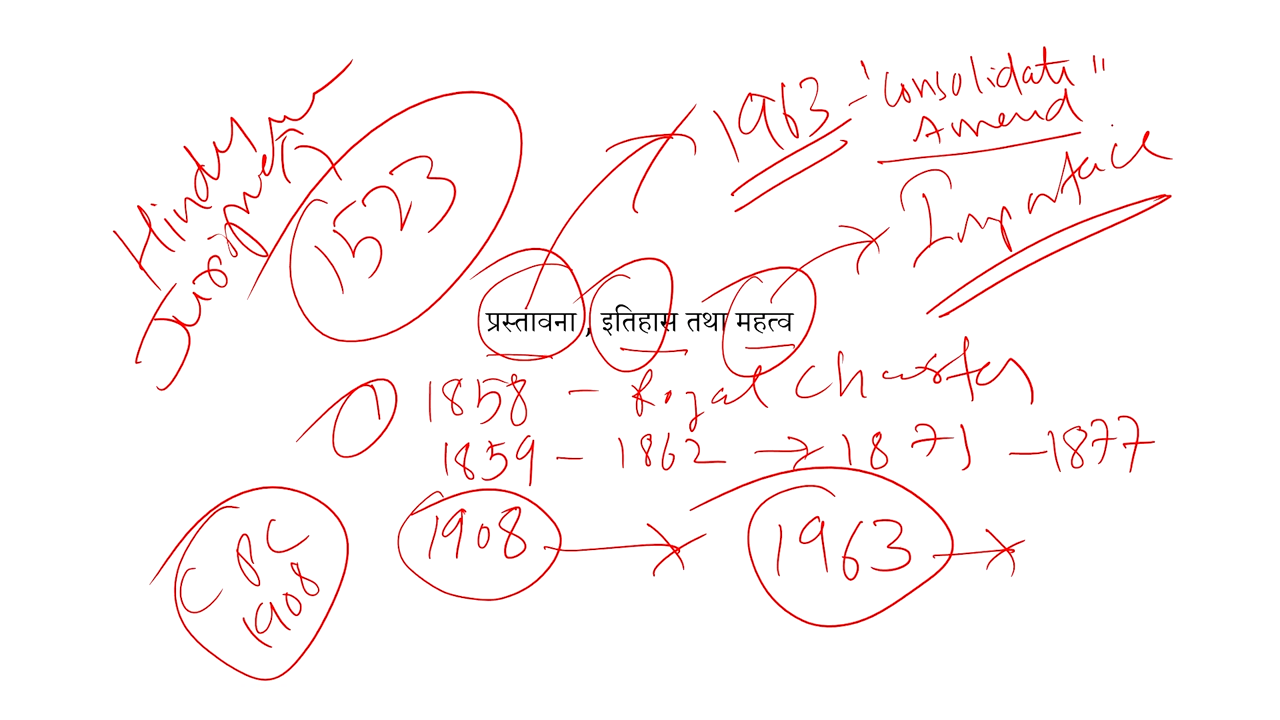 1963 - 'Consolidate"
Amend
Importance
Hindu
1523
प्रस्तावना , इतिहास तथा महत्व
1 1858 - Royal Charter
1859 - 1862 → 1871 - 1877
CPC
1908
1908
1963